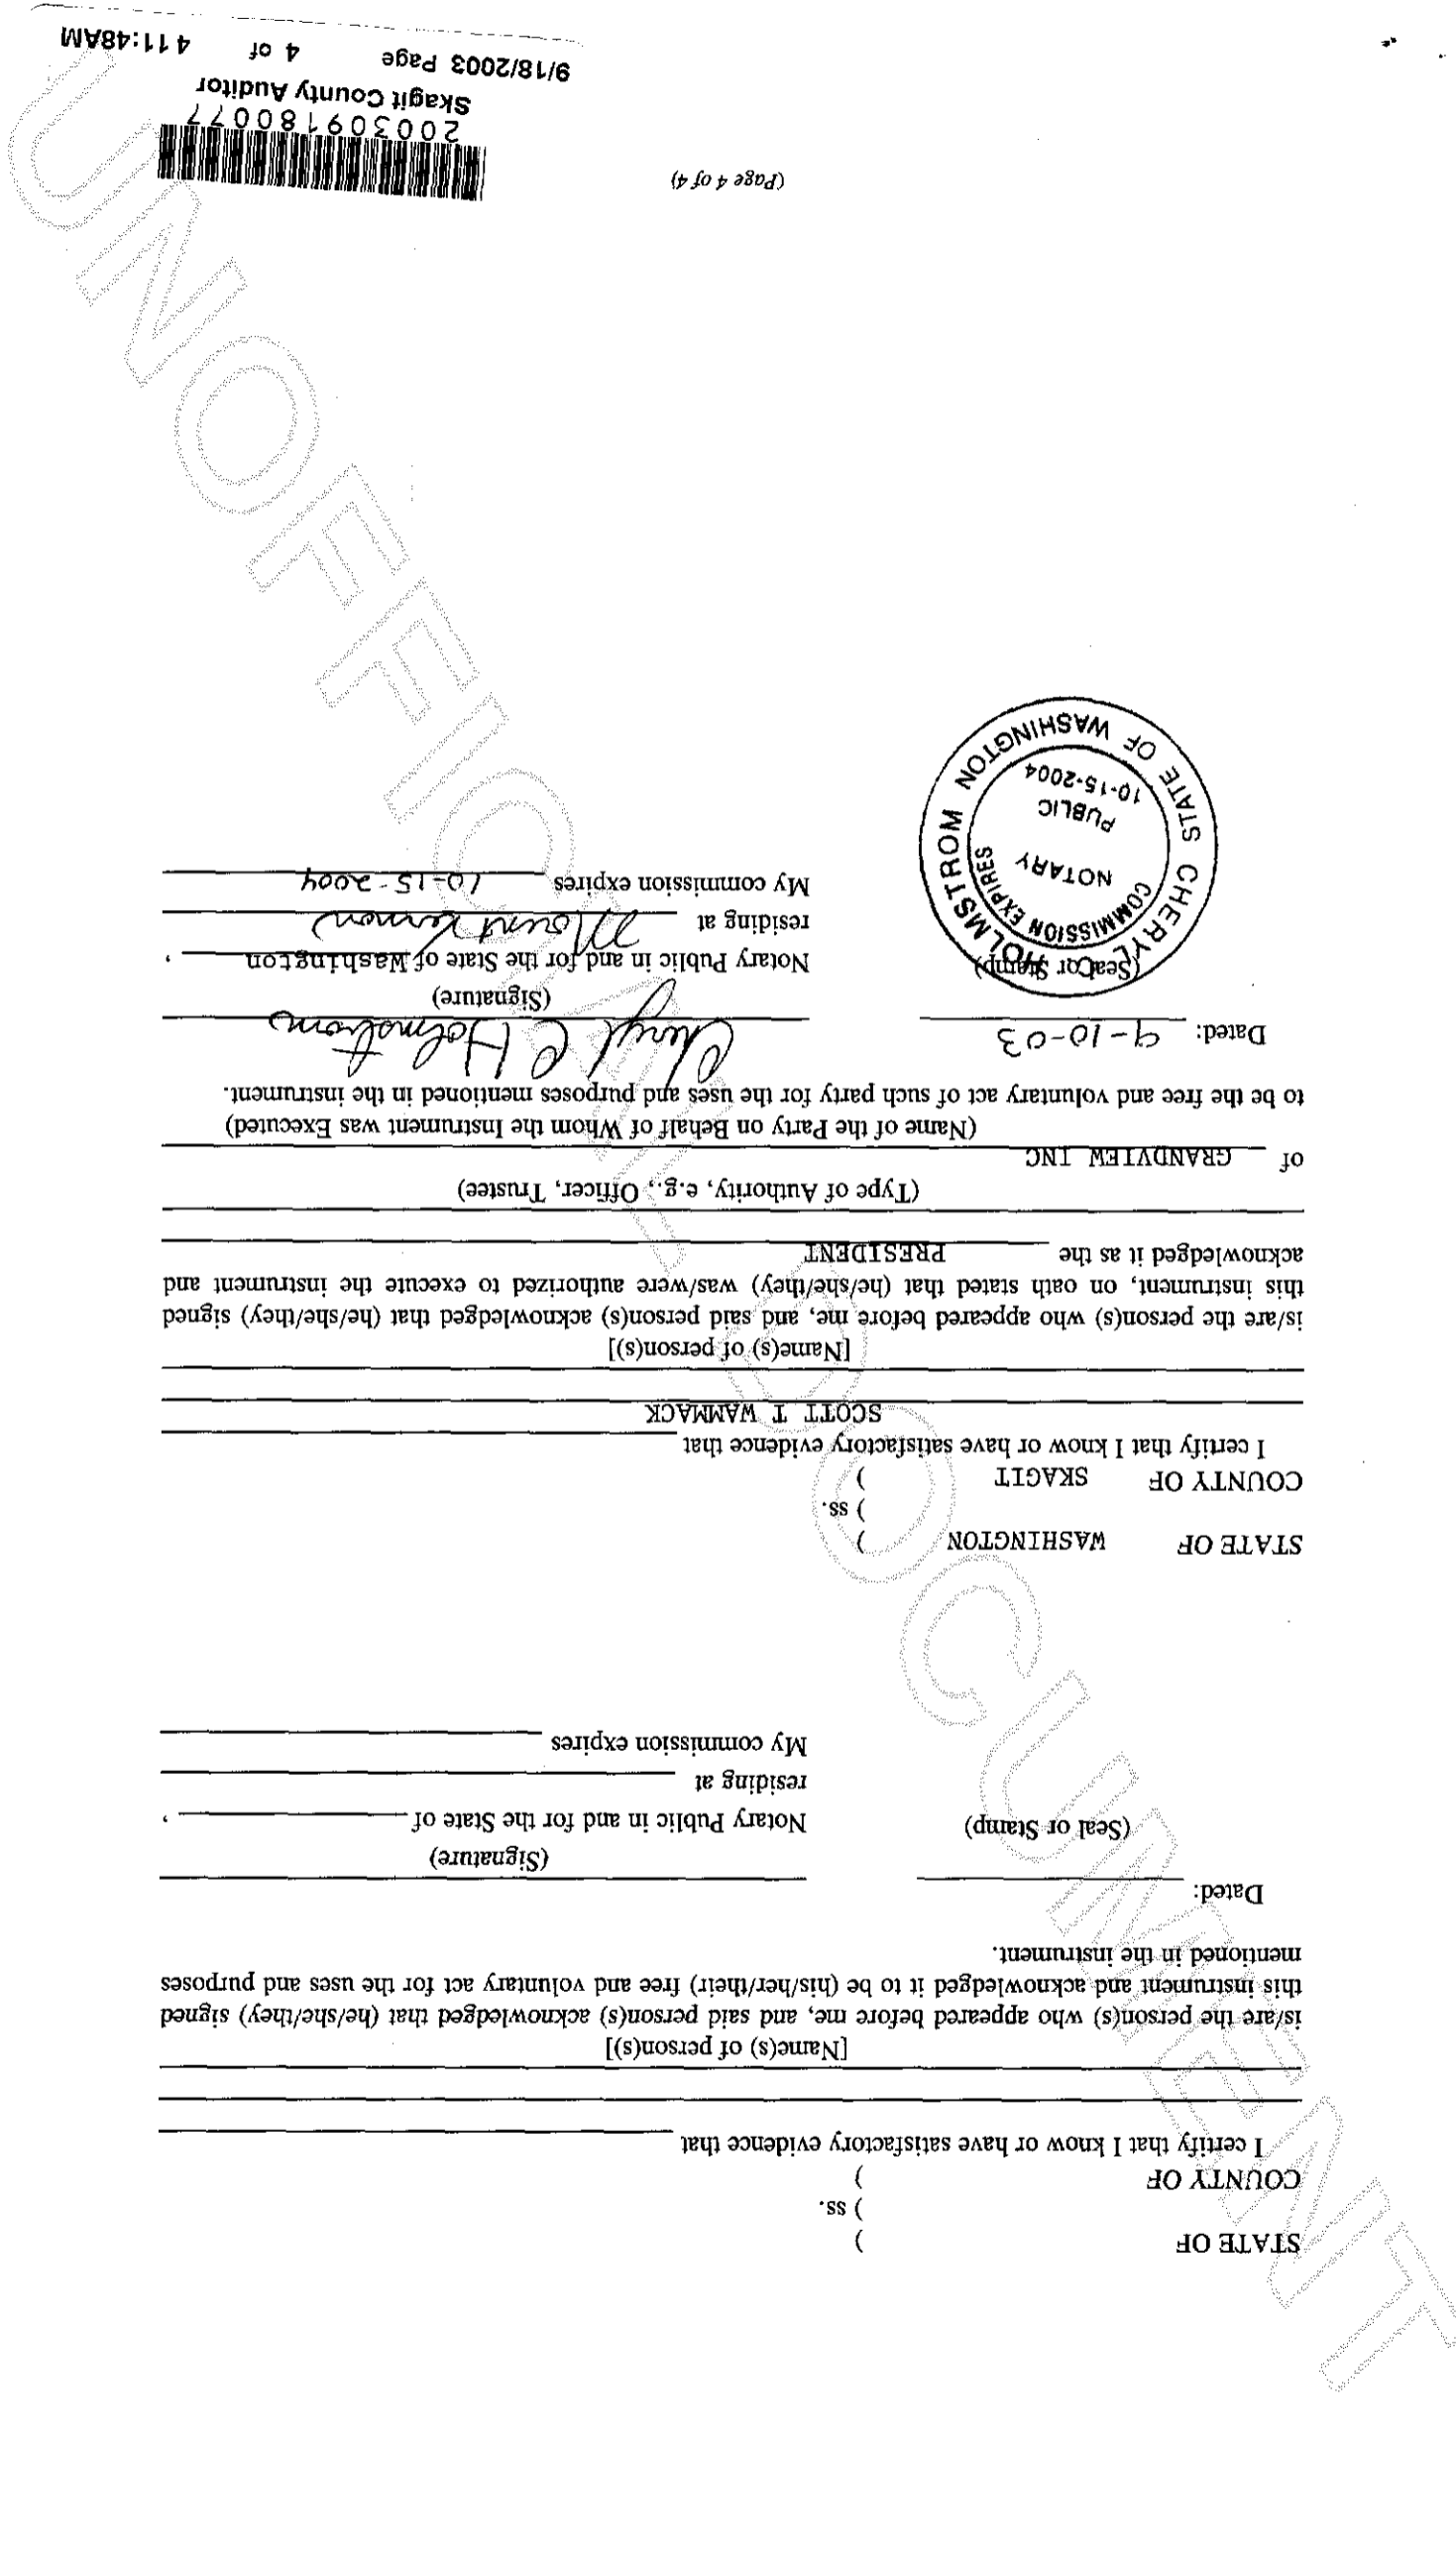 STATE OF )
) ss.
COUNTY OF )
I certify that I know or have satisfactory evidence that
[Name(s) of person(s)]
is/are the person(s) who appeared before me, and said person(s) acknowledged that (he/she/they) signed
this instrument and acknowledged it to be (his/her/their) free and voluntary act for the uses and purposes
mentioned in the instrument.
Dated:
(Signature)
(Seal or Stamp)
Notary Public in and for the State of ,
residing at
My commission expires
STATE OF WASHINGTON )
) ss.
COUNTY OF SKAGIT )
I certify that I know or have satisfactory evidence that
SCOTT T WAMMACK
[Name(s) of person(s)]
is/are the person(s) who appeared before me, and said person(s) acknowledged that (he/she/they) signed
this instrument, on oath stated that (he/she/they) was/were authorized to execute the instrument and
acknowledged it as the PRESIDENT
(Type of Authority, e.g., Officer, Trustee)
of GRANDVIEW INC
(Name of the Party on Behalf of Whom the Instrument was Executed)
to be the free and voluntary act of such party for the uses and purposes mentioned in the instrument.
Dated: 9-10-03
Cheryl C Holmstrom
(Signature)
(Seal or Stamp)
Notary Public in and for the State of Washington ,
residing at Mount Vernon
My commission expires 10-15-2004
CHERYL C HOLMSTROM
STATE OF WASHINGTON
COMMISSION EXPIRES
NOTARY
PUBLIC
10-15-2004
(Page 4 of 4)
200309180077
Skagit County Auditor
9/18/2003 Page 4 of 4 11:48AM
UNOFFICIAL DOCUMENT